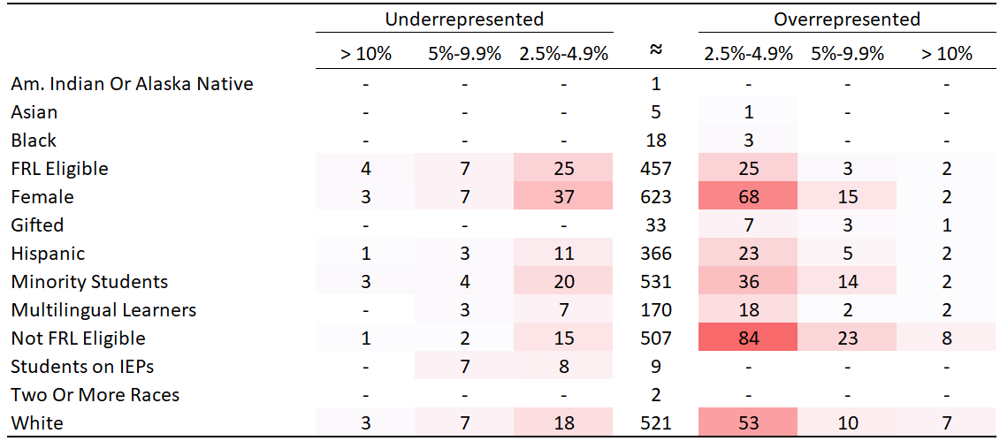 Underrepresented Overrepresented
> 10% 5%-9.9% 2.5%-4.9% ≈ 2.5%-4.9% 5%-9.9% > 10%
Am. Indian Or Alaska Native - - - 1 - - -
Asian - - - 5 1 - -
Black - - - 18 3 - -
FRL Eligible 4 7 25 457 25 3 2
Female 3 7 37 623 68 15 2
Gifted - - - 33 7 3 1
Hispanic 1 3 11 366 23 5 2
Minority Students 3 4 20 531 36 14 2
Multilingual Learners - 3 7 170 18 2 2
Not FRL Eligible 1 2 15 507 84 23 8
Students on IEPs - 7 8 9 - - -
Two Or More Races - - - 2 - - -
White 3 7 18 521 53 10 7